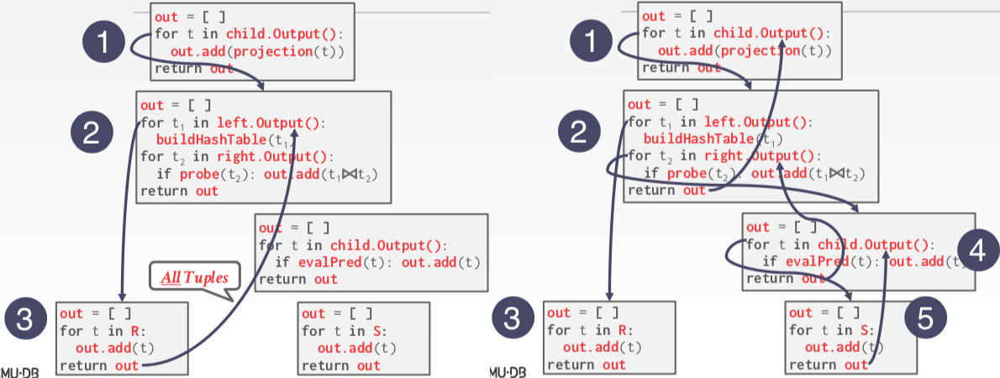 1
out = [ ]
for t in child.Output():
out.add(projection(t))
return out
2
out = [ ]
for t1 in left.Output():
buildHashTable(t1)
for t2 in right.Output():
if probe(t2): out.add(t1⨝t2)
return out
out = [ ]
for t in child.Output():
if evalPred(t): out.add(t)
return out
All Tuples
3
out = [ ]
for t in R:
out.add(t)
return out
out = [ ]
for t in S:
out.add(t)
return out
MU·DB
1
out = [ ]
for t in child.Output():
out.add(projection(t))
return out
2
out = [ ]
for t1 in left.Output():
buildHashTable(t1)
for t2 in right.Output():
if probe(t2): out.add(t1⨝t2)
return out
4
out = [ ]
for t in child.Output():
if evalPred(t): out.add(t)
return out
3
out = [ ]
for t in R:
out.add(t)
return out
5
out = [ ]
for t in S:
out.add(t)
return out
MU·DB